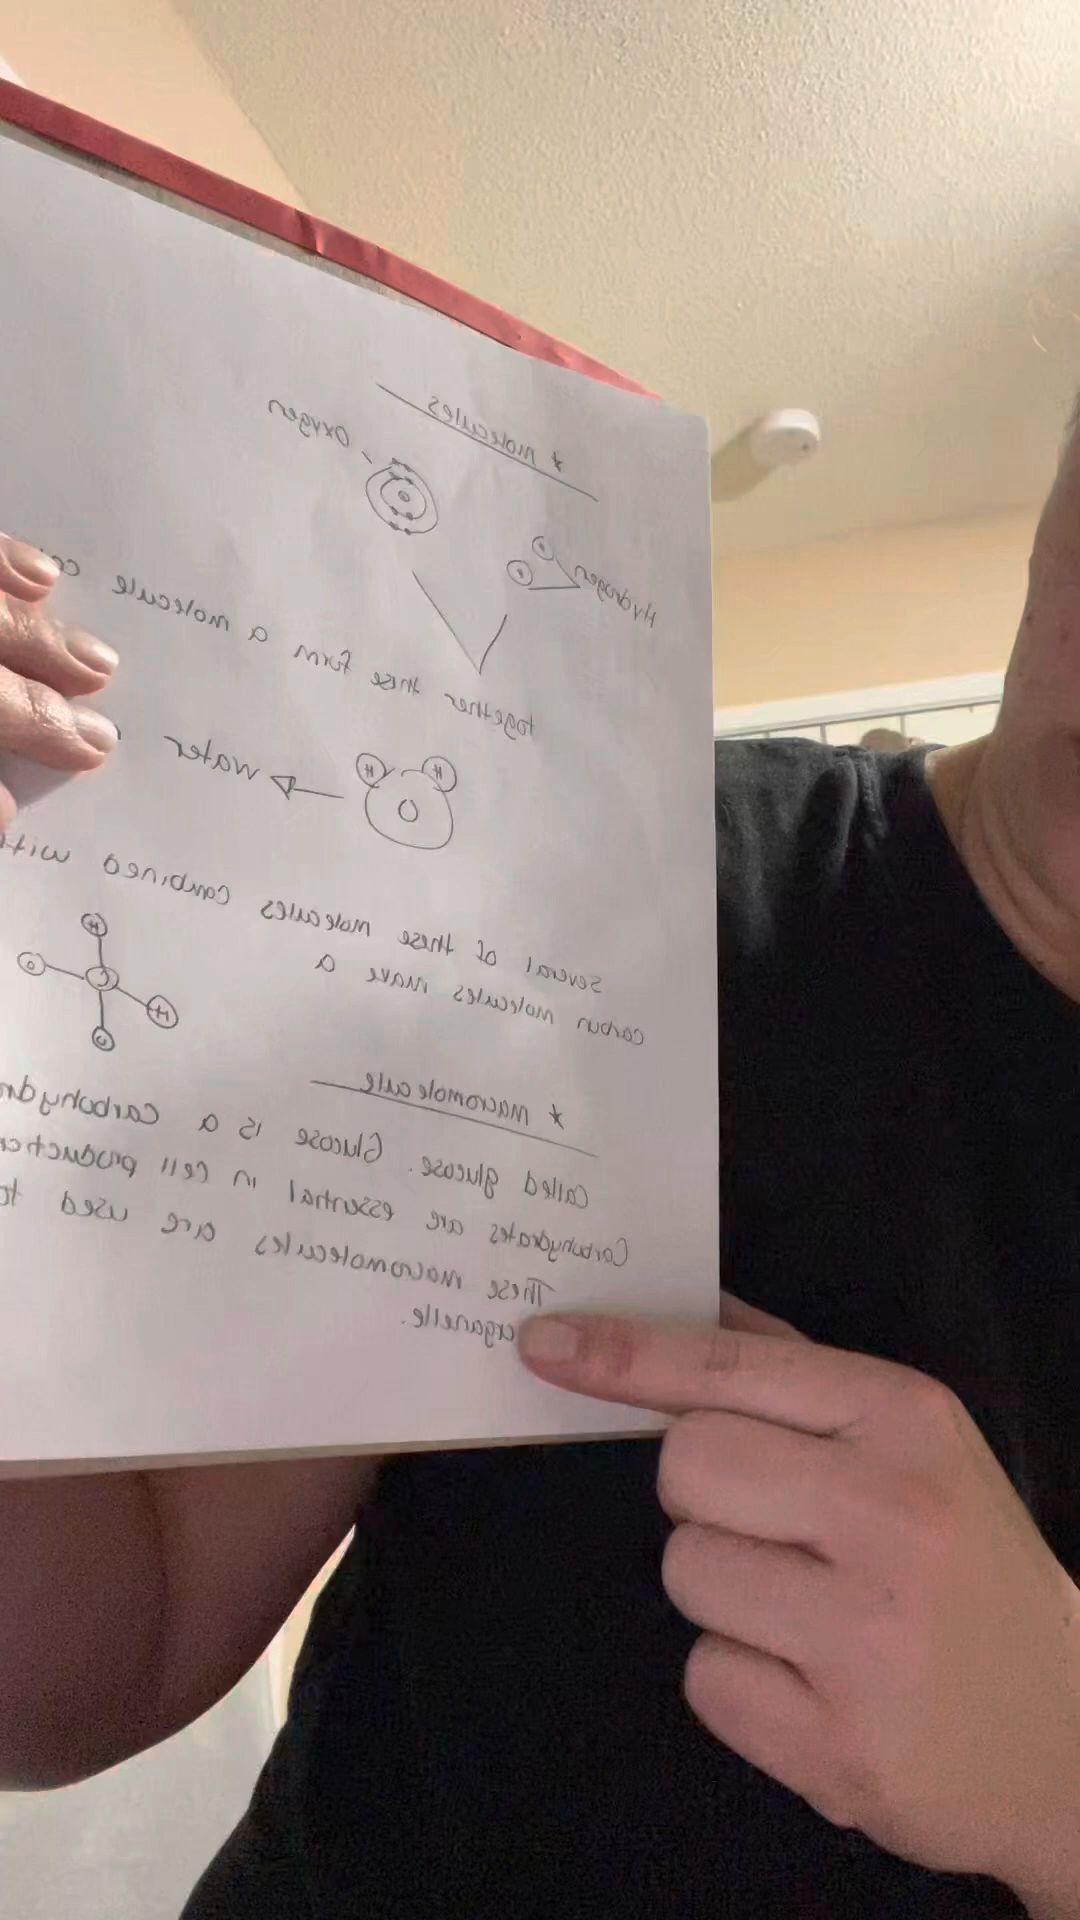 * molecules
oxygen
Hydrogen
together these form a molecule
H H
O
water
several of these molecules combined with
carbon molecules make a
H
O C H
O
* macromolecule
called glucose. Glucose is a
Carbohydrates are essential in cell
These macromolecules are used
organelle.